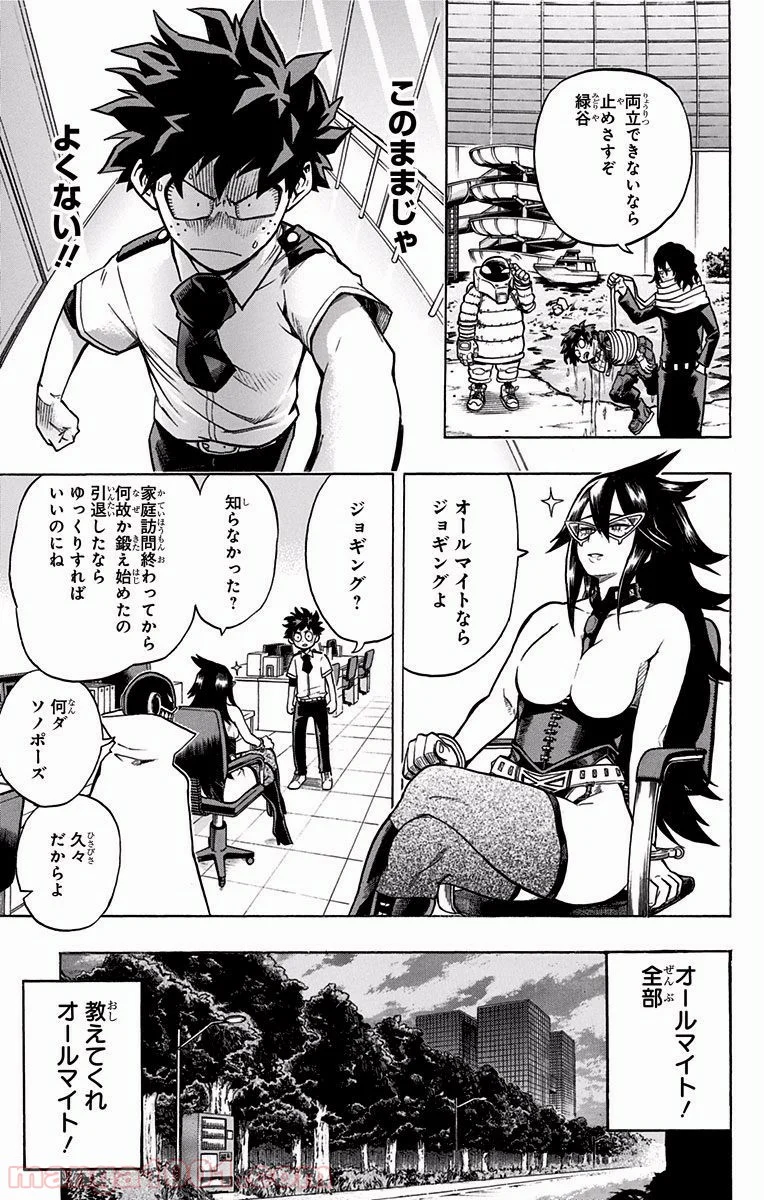 両立できないなら
止めさすぞ
緑谷
このままじゃ
よくない!!
オールマイトなら
ジョギングよ
ジョギング?
知らなかった?
家庭訪問終わってから
何故か鍛え始めたの
引退したなら
ゆっくりすれば
いいのにね
何ダ
ソノポーズ
久々
だからよ
オールマイト!
全部
教えてくれ
オールマイト!